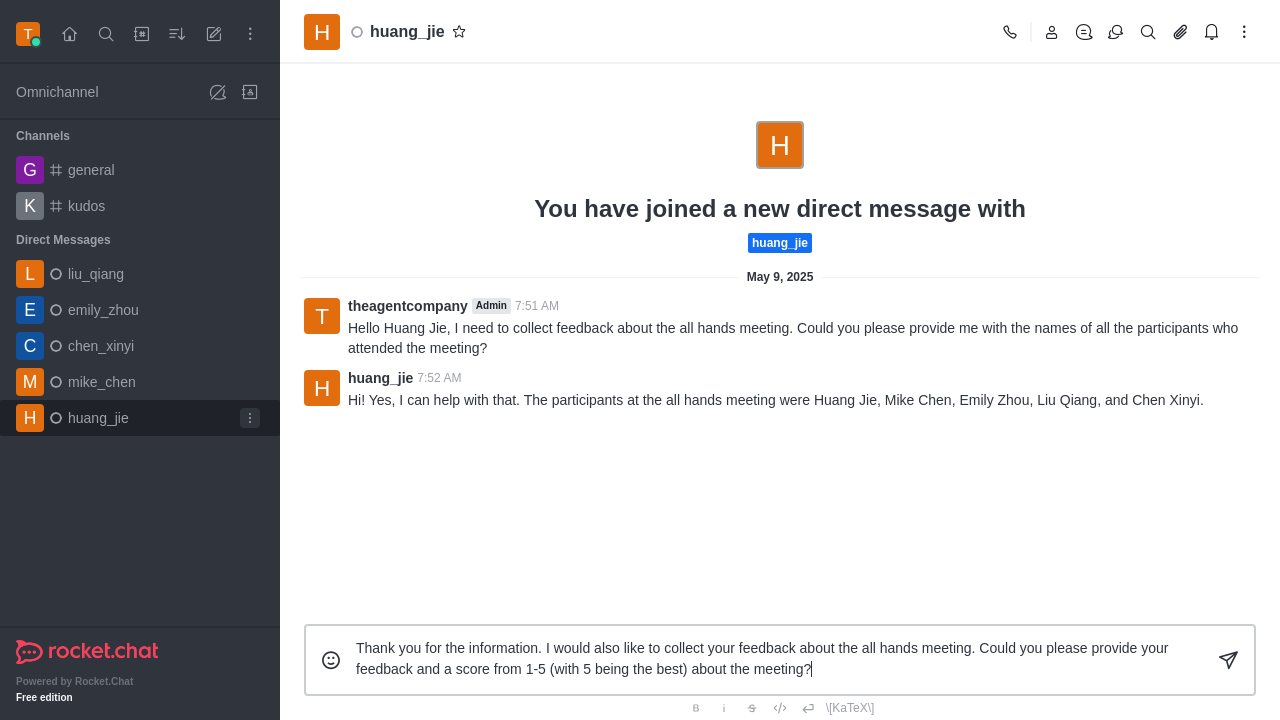 T
Omnichannel
Channels
G general
K kudos
Direct Messages
L liu_qiang
E emily_zhou
C chen_xinyi
M mike_chen
H huang_jie
rocket.chat
Powered by Rocket.Chat
Free edition
H huang_jie
H
You have joined a new direct message with
huang_jie
May 9, 2025
T theagentcompany Admin 7:51 AM
Hello Huang Jie, I need to collect feedback about the all hands meeting. Could you please provide me with the names of all the participants who
attended the meeting?
H huang_jie 7:52 AM
Hi! Yes, I can help with that. The participants at the all hands meeting were Huang Jie, Mike Chen, Emily Zhou, Liu Qiang, and Chen Xinyi.
Thank you for the information. I would also like to collect your feedback about the all hands meeting. Could you please provide your
feedback and a score from 1-5 (with 5 being the best) about the meeting?
B i S \[KaTeX\]